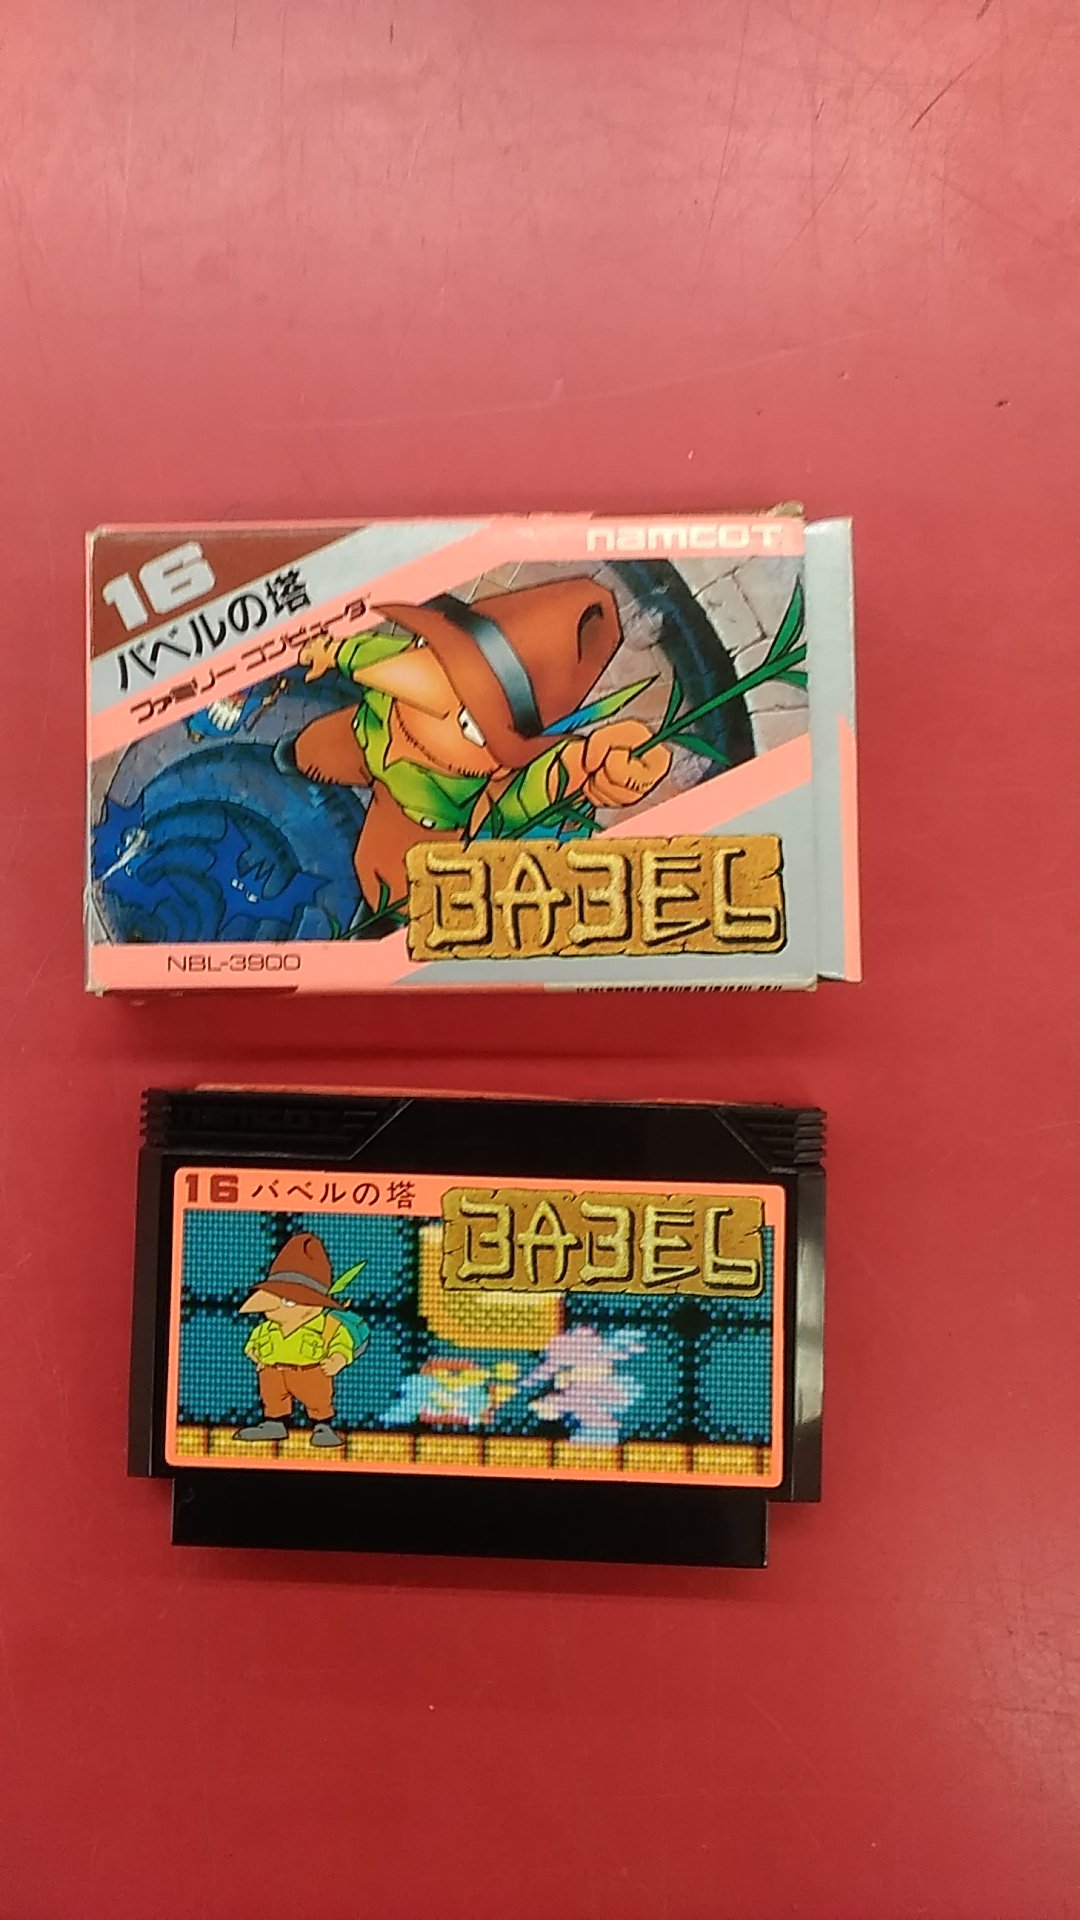 namcot
16
バベルの塔
ファミリー コンピュータ
BABEL
NBL-3900
namcot
16 バベルの塔
BABEL